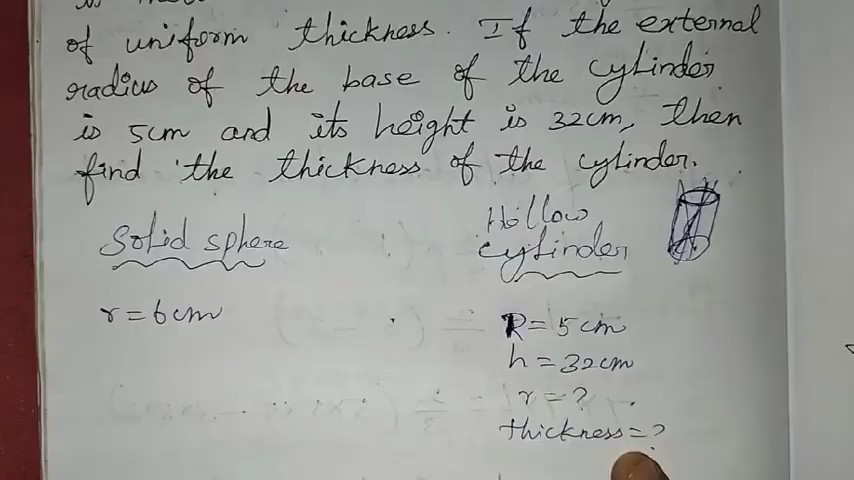 of uniform thickness. If the external
radius of the base of the cylinder
is 5cm and its height is 32cm, then
find the thickness of the cylinder.
Solid sphere
Hollow
cylinder
r = 6cm
R = 5cm
h = 32cm
r = ?
thickness = ?